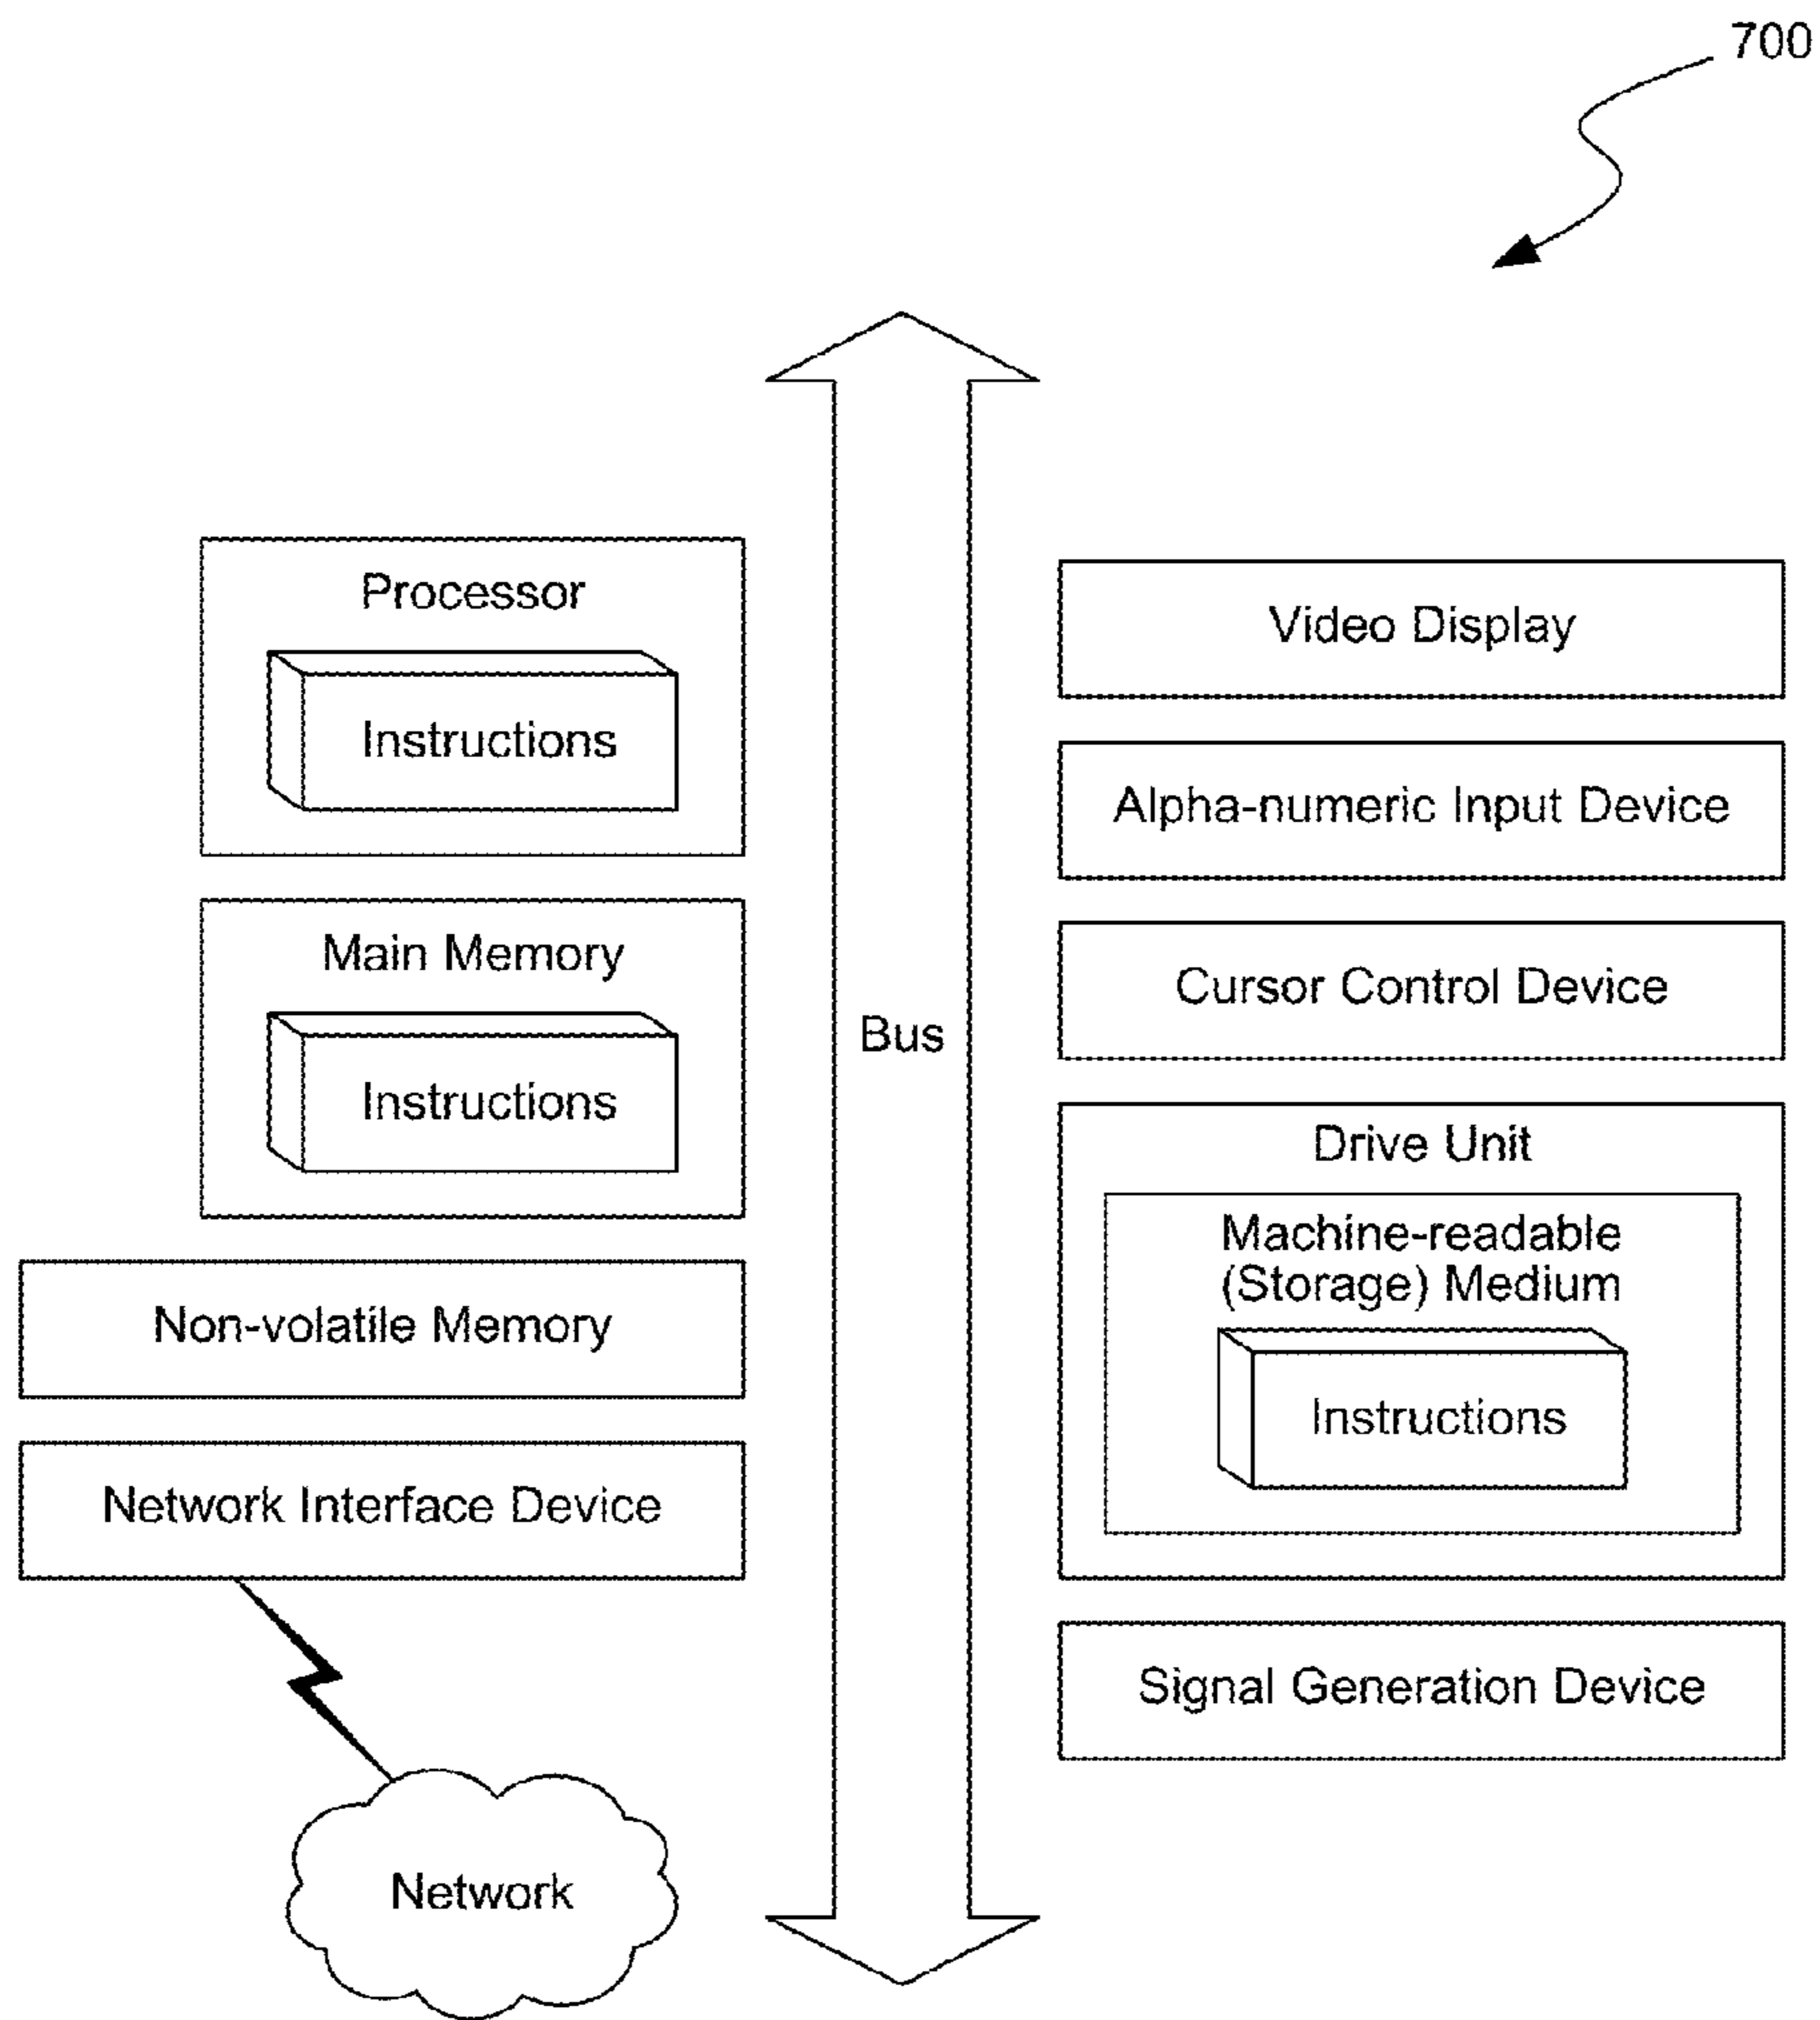 700
Processor
Instructions
Main Memory
Instructions
Non-volatile Memory
Network Interface Device
Network
Bus
Video Display
Alpha-numeric Input Device
Cursor Control Device
Drive Unit
Machine-readable
(Storage) Medium
Instructions
Signal Generation Device